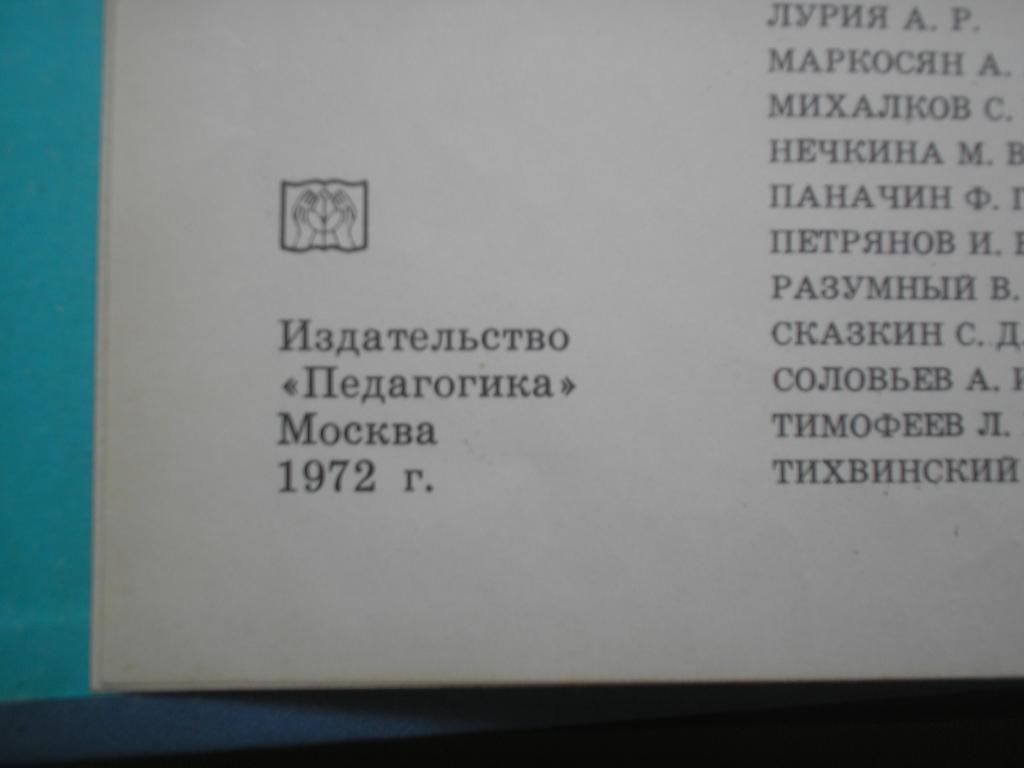 Издательство
«Педагогика»
Москва
1972 г.
ЛУРИЯ А. Р.
МАРКОСЯН А.
МИХАЛКОВ С.
НЕЧКИНА М. В
ПАНАЧИН Ф. Г
ПЕТРЯНОВ И. В
РАЗУМНЫЙ В.
СКАЗКИН С. Д.
СОЛОВЬЕВ А. И
ТИМОФЕЕВ Л.
ТИХВИНСКИЙ